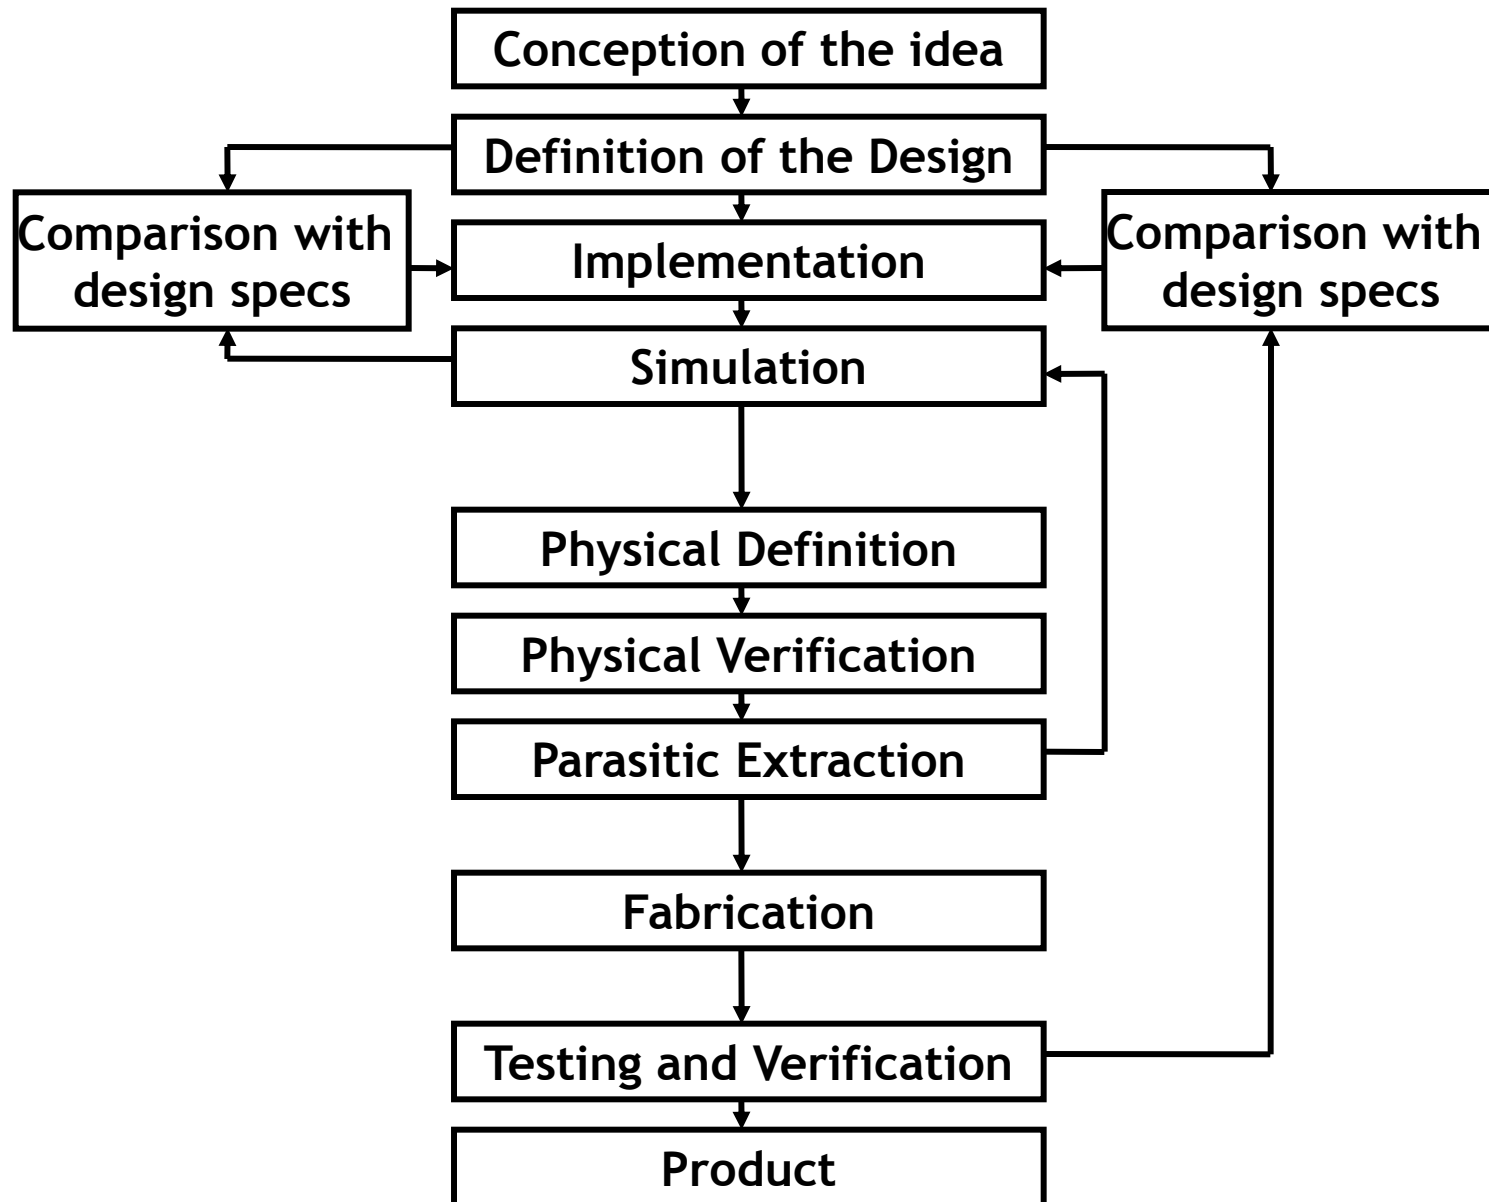 Conception of the idea
Definition of the Design
Comparison with
design specs
Implementation
Comparison with
design specs
Simulation
Physical Definition
Physical Verification
Parasitic Extraction
Fabrication
Testing and Verification
Product